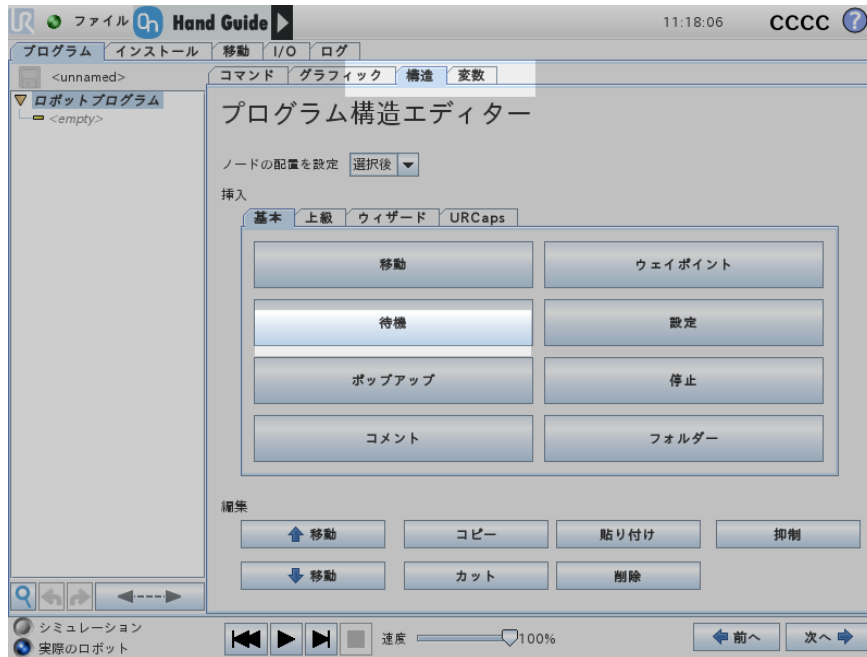 UR ファイル On Hand Guide 11:18:06 CCCC ?
プログラム インストール 移動 I/O ログ
<unnamed>
コマンド グラフィック 構造 変数
ロボットプログラム
<empty>
プログラム構造エディター
ノードの配置を設定 選択後
挿入
基本 上級 ウィザード URCaps
移動 ウェイポイント
待機 設定
ポップアップ 停止
コメント フォルダー
編集
移動 コピー 貼り付け 抑制
移動 カット 削除
シミュレーション
実際のロボット
速度 100%
前へ 次へ